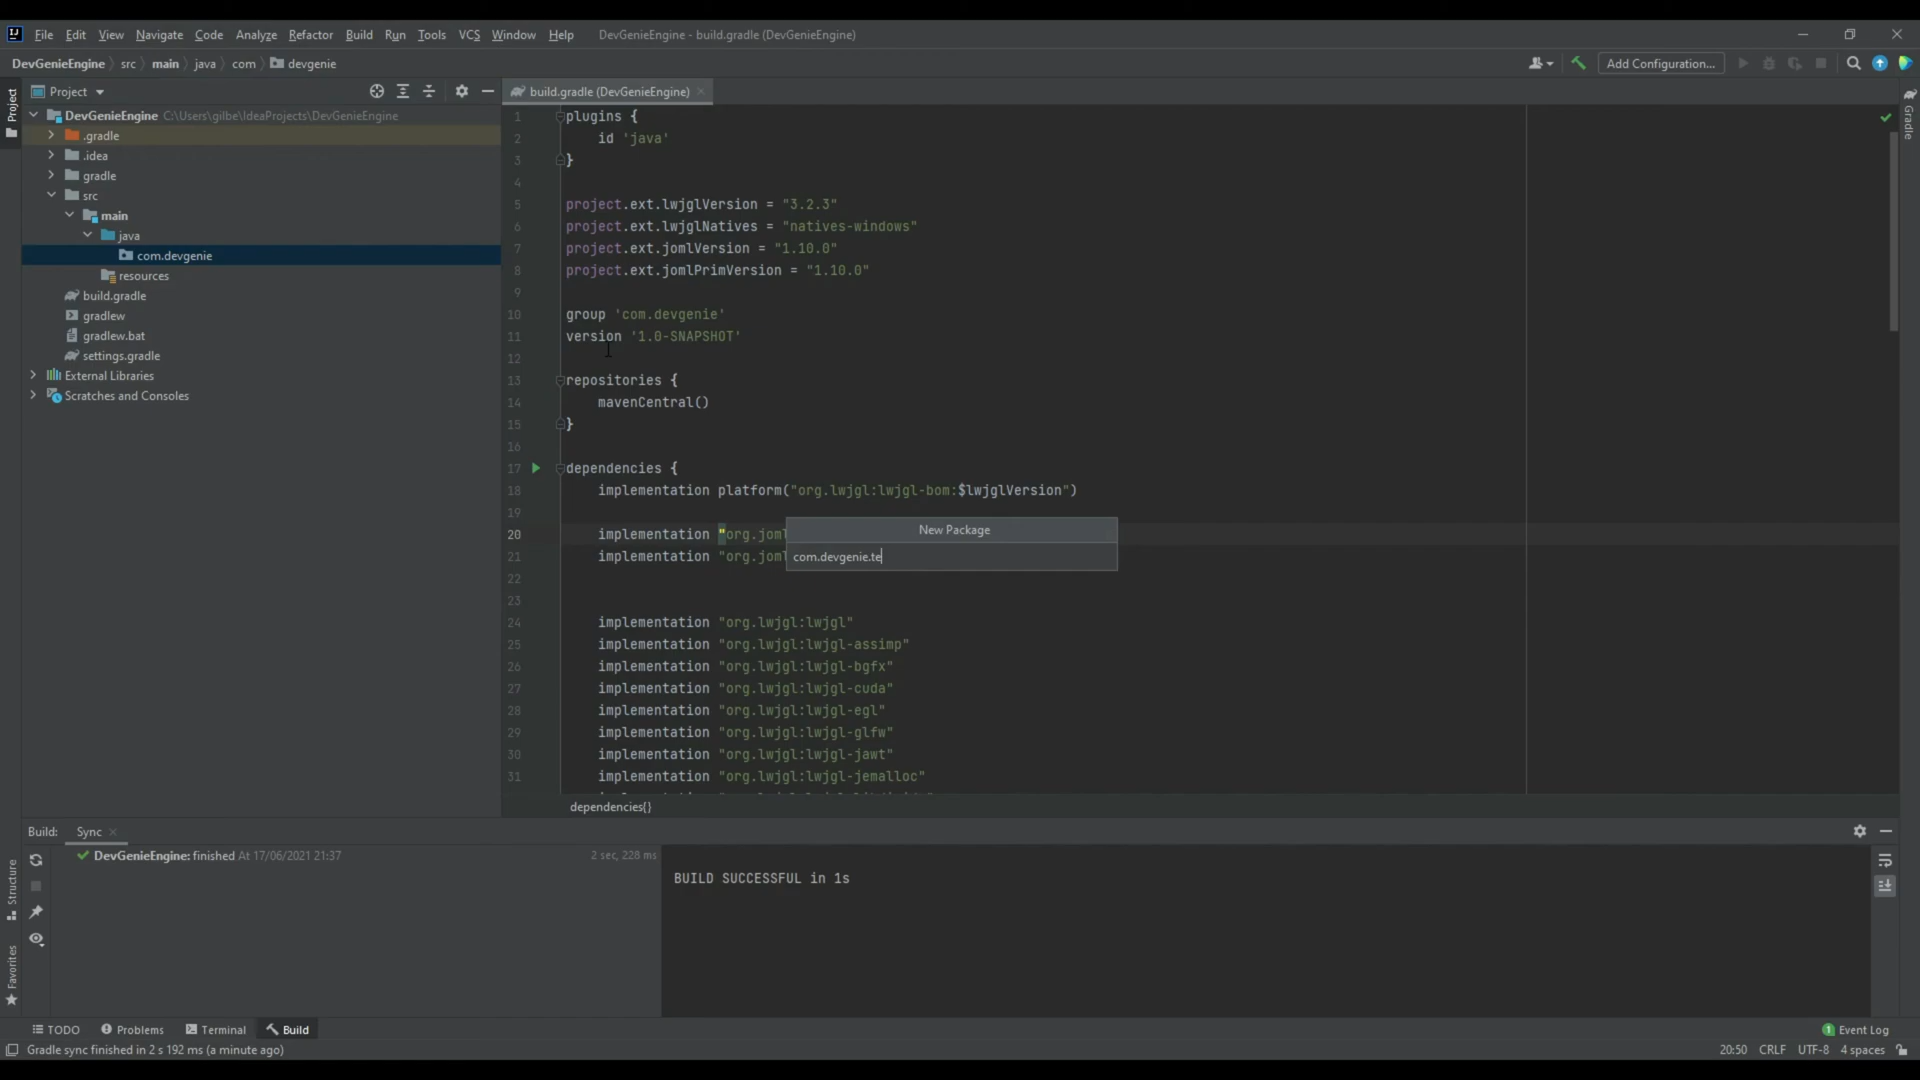 File Edit View Navigate Code Analyze Refactor Build Run Tools VCS Window Help DevGenieEngine - build.gradle (DevGenieEngine)
DevGenieEngine src main java com devgenie Add Configuration...
Project
Project
build.gradle (DevGenieEngine)
Gradle
DevGenieEngine C:\Users\gilbe\IdeaProjects\DevGenieEngine
.gradle
.idea
gradle
src
main
java
com.devgenie
resources
build.gradle
gradlew
gradlew.bat
settings.gradle
External Libraries
Scratches and Consoles
1 plugins {
2 id 'java'
3 }
4
5 project.ext.lwjglVersion = "3.2.3"
6 project.ext.lwjglNatives = "natives-windows"
7 project.ext.jomlVersion = "1.10.0"
8 project.ext.jomlPrimVersion = "1.10.0"
9
10 group 'com.devgenie'
11 version '1.0-SNAPSHOT'
12
13 repositories {
14 mavenCentral()
15 }
16
17 dependencies {
18 implementation platform("org.lwjgl:lwjgl-bom:$lwjglVersion")
20 implementation "org.joml
21 implementation "org.joml
New Package
com.devgenie.te
22
23
24 implementation "org.lwjgl:lwjgl"
25 implementation "org.lwjgl:lwjgl-assimp"
26 implementation "org.lwjgl:lwjgl-bgfx"
27 implementation "org.lwjgl:lwjgl-cuda"
28 implementation "org.lwjgl:lwjgl-egl"
29 implementation "org.lwjgl:lwjgl-glfw"
30 implementation "org.lwjgl:lwjgl-jawt"
31 implementation "org.lwjgl:lwjgl-jemalloc"
dependencies{}
Build: Sync
DevGenieEngine: finished At 17/06/2021 21:37 2 sec, 228 ms
BUILD SUCCESSFUL in 1s
Structure
Favorites
TODO Problems Terminal Build 1 Event Log
Gradle sync finished in 2 s 192 ms (a minute ago) 20:50 CRLF UTF-8 4 spaces